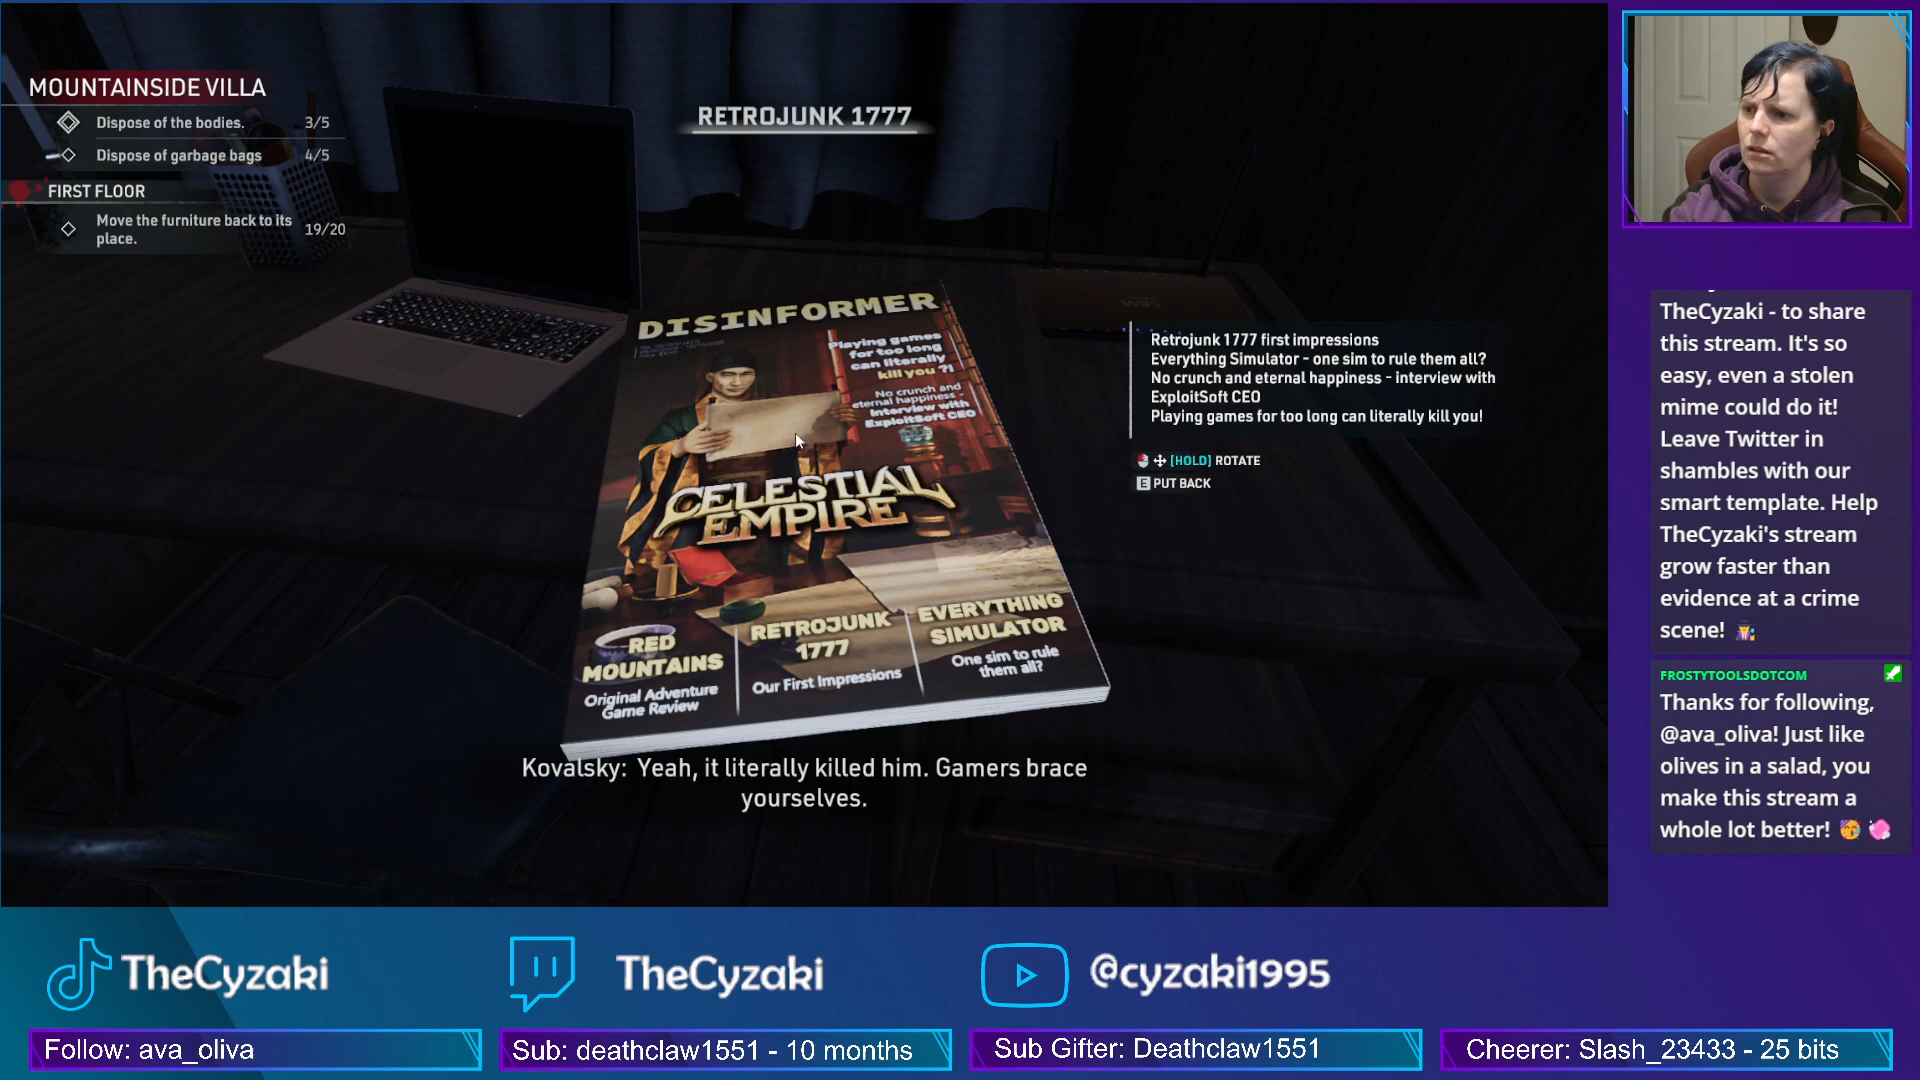 MOUNTAINSIDE VILLA
Dispose of the bodies. 3/5
Dispose of garbage bags 4/5
FIRST FLOOR
Move the furniture back to its
place. 19/20
RETROJUNK 1777
DISINFORMER
Playing games
for too long
can literally
kill you ?!
No crunch and
eternal happiness -
Interview with
ExploitSoft CEO
CELESTIAL
EMPIRE
RED
MOUNTAINS
Original Adventure
Game Review
RETROJUNK
1777
Our First Impressions
EVERYTHING
SIMULATOR
One sim to rule
them all?
WiFi
Retrojunk 1777 first impressions
Everything Simulator - one sim to rule them all?
No crunch and eternal happiness - interview with
ExploitSoft CEO
Playing games for too long can literally kill you!
[HOLD] ROTATE
E PUT BACK
Kovalsky: Yeah, it literally killed him. Gamers brace
yourselves.
TheCyzaki - to share
this stream. It's so
easy, even a stolen
mime could do it!
Leave Twitter in
shambles with our
smart template. Help
TheCyzaki's stream
grow faster than
evidence at a crime
scene!
FROSTYTOOLSDOTCOM
Thanks for following,
@ava_oliva! Just like
olives in a salad, you
make this stream a
whole lot better!
TheCyzaki
TheCyzaki
@cyzaki1995
Follow: ava_oliva
Sub: deathclaw1551 - 10 months
Sub Gifter: Deathclaw1551
Cheerer: Slash_23433 - 25 bits